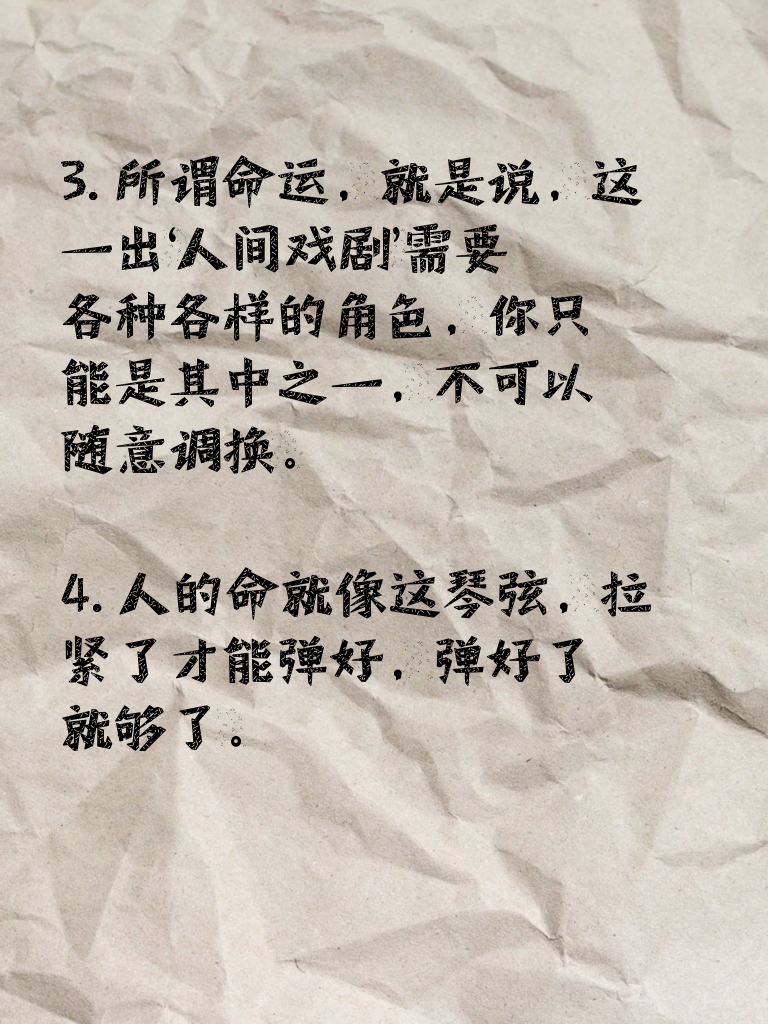 3. 所谓命运，就是说，这
一出‘人间戏剧’需要
各种各样的角色，你只
能是其中之一，不可以
随意调换。
4. 人的命就像这琴弦，拉
紧了才能弹好，弹好了
就够了。